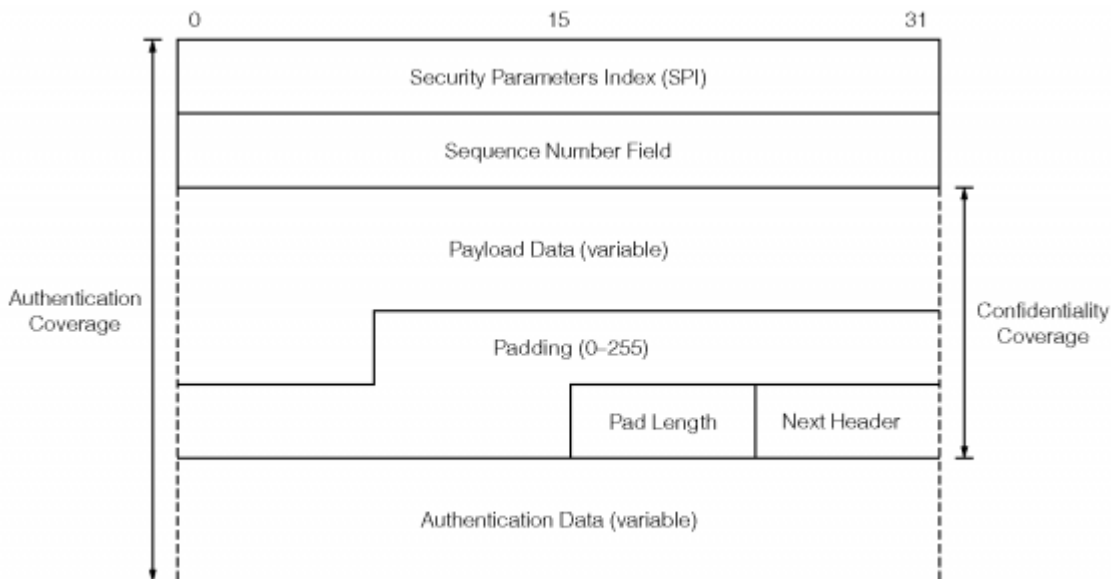 0 15 31
Security Parameters Index (SPI)
Sequence Number Field
Payload Data (variable)
Authentication
Coverage
Confidentiality
Coverage
Padding (0–255)
Pad Length Next Header
Authentication Data (variable)